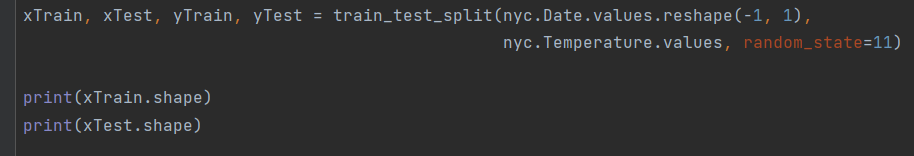 xTrain, xTest, yTrain, yTest = train_test_split(nyc.Date.values.reshape(-1, 1),
nyc.Temperature.values, random_state=11)
print(xTrain.shape)
print(xTest.shape)